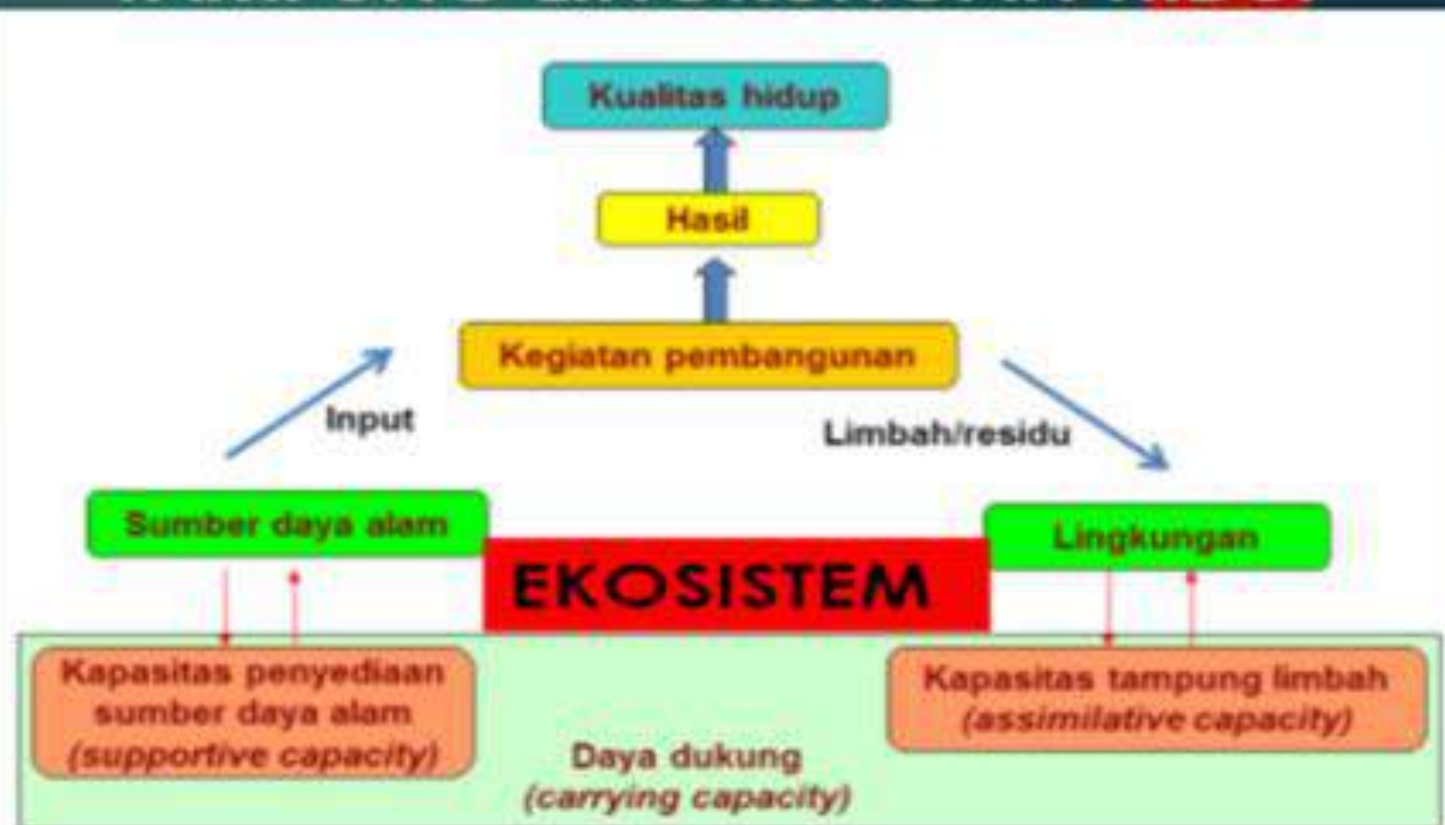 Kualitas hidup
Hasil
Kegiatan pembangunan
Input
Limbah/residu
Sumber daya alam
Lingkungan
EKOSISTEM
Kapasitas penyediaan
sumber daya alam
(supportive capacity)
Kapasitas tampung limbah
(assimilative capacity)
Daya dukung
(carrying capacity)